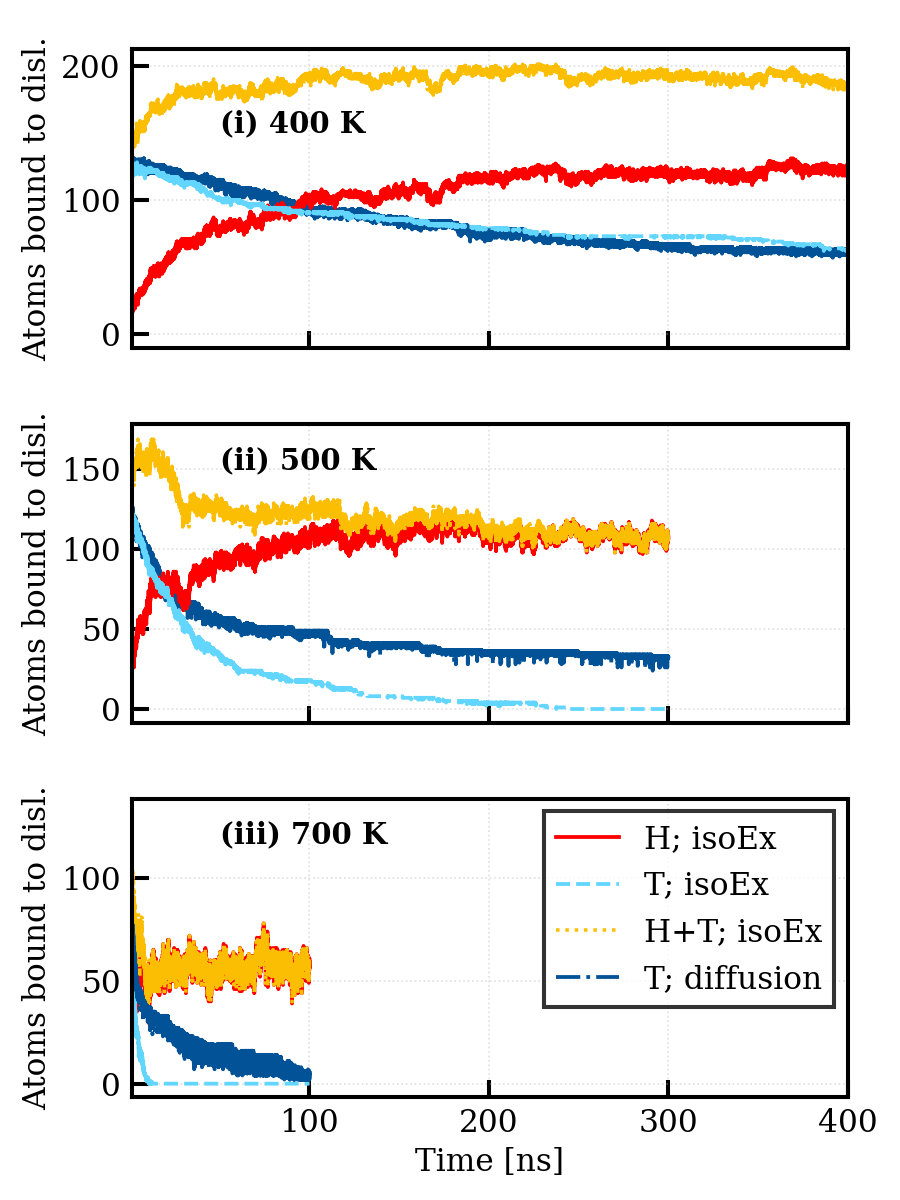 Atoms bound to disl.
200
100
0
(i) 400 K
Atoms bound to disl.
150
100
50
0
(ii) 500 K
Atoms bound to disl.
100
50
0
(iii) 700 K
H; isoEx
T; isoEx
H+T; isoEx
T; diffusion
100
200
300
400
Time [ns]